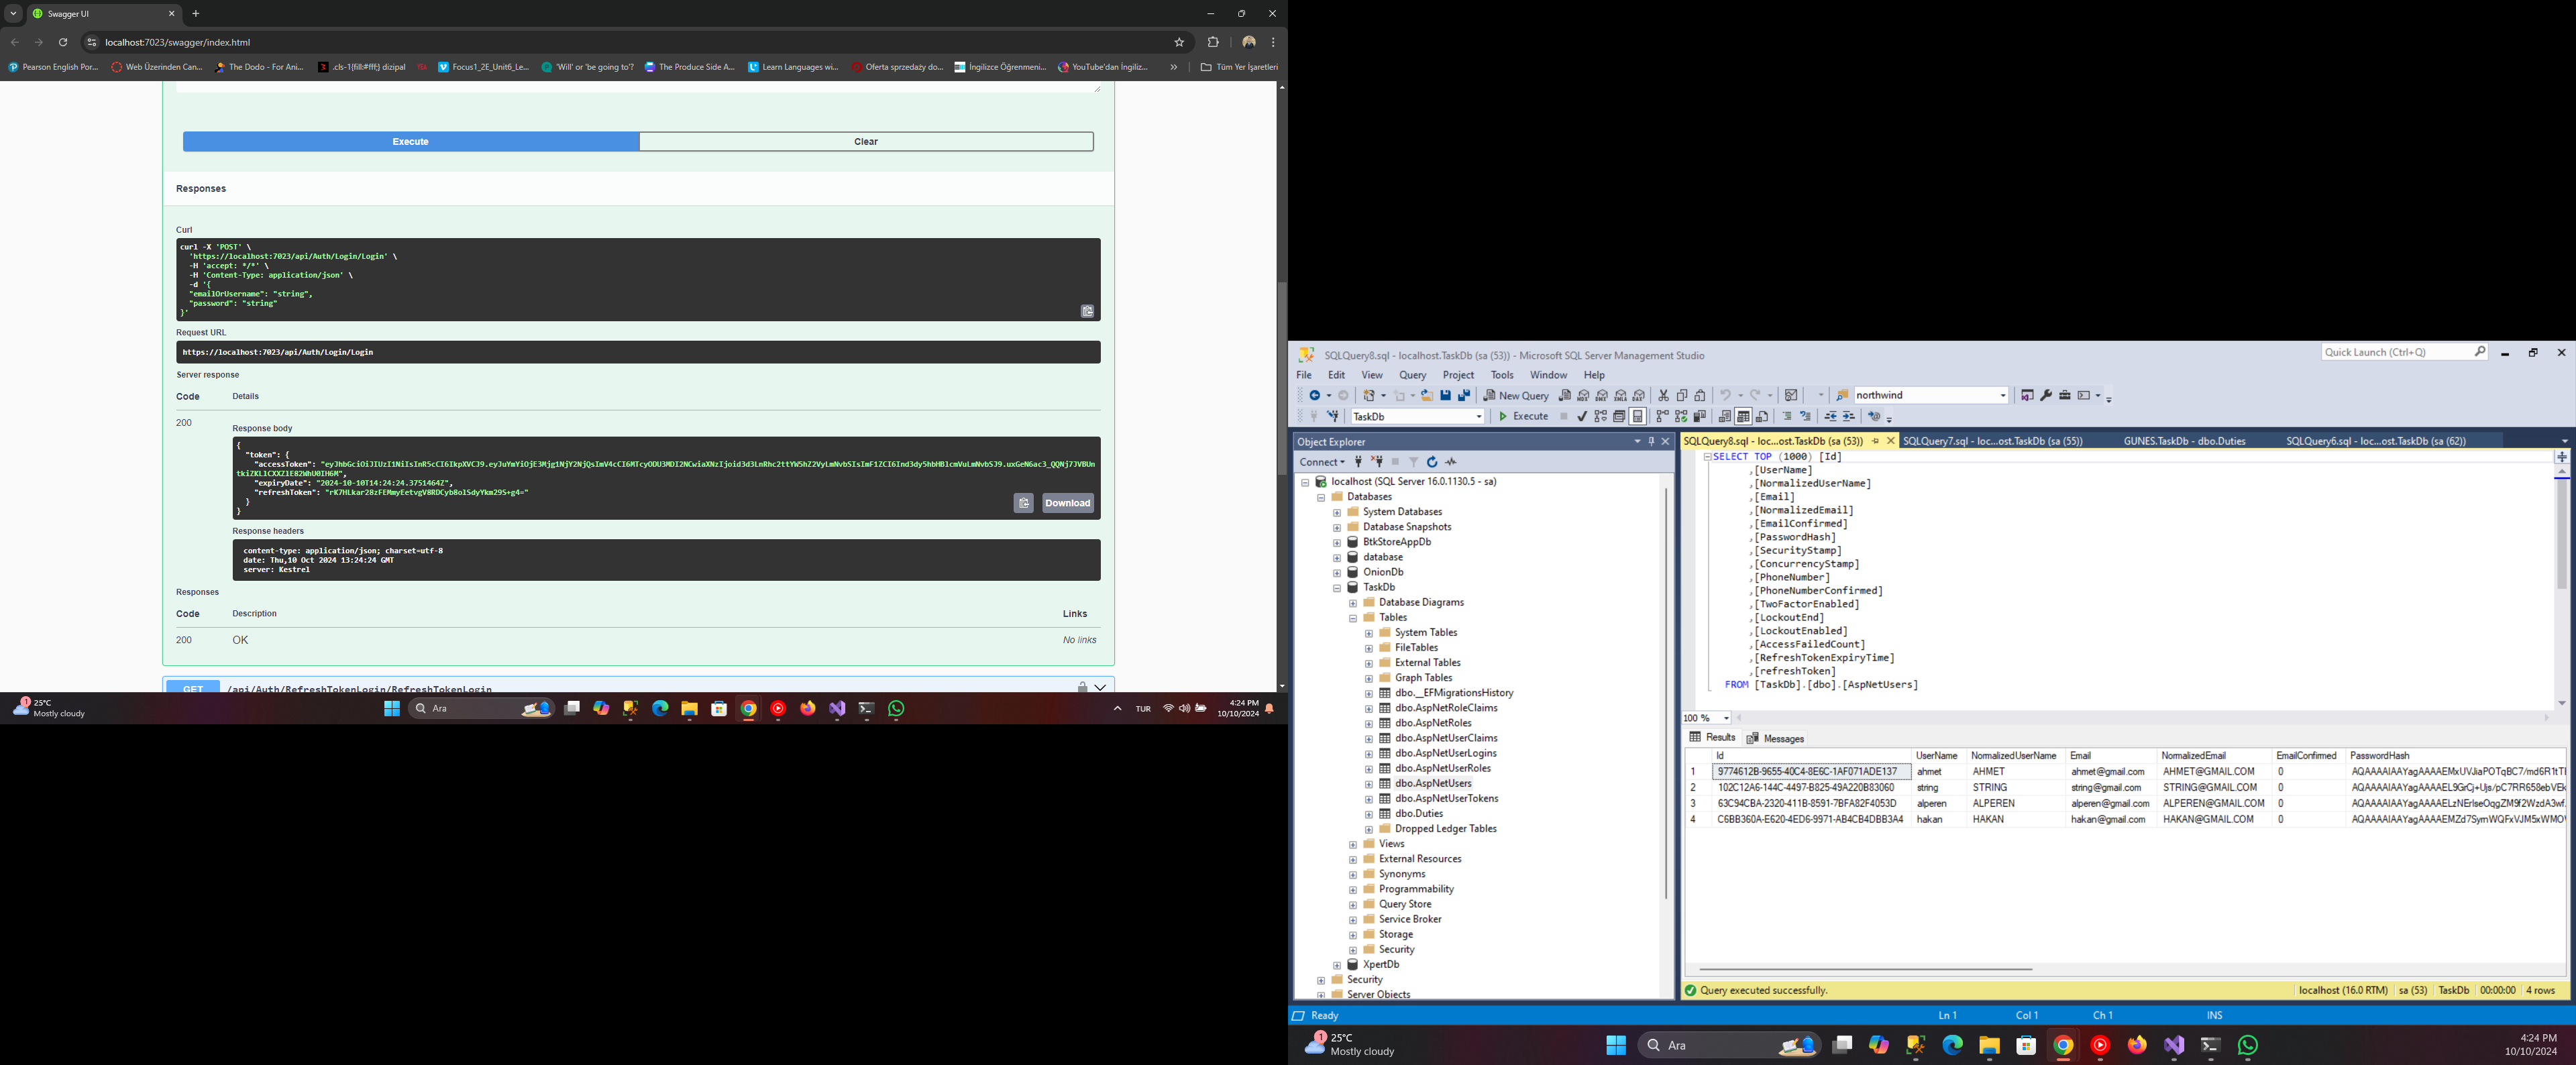 Swagger UI
localhost:7023/swagger/index.html
Pearson English Por...
Web Üzerinden Can...
The Dodo - For Ani...
.cls-1{fill:#fff;} dizipal
Focus1_2E_Unit6_Le...
'Will' or 'be going to'?
The Produce Side A...
Learn Languages wi...
Oferta sprzedaży do...
İngilizce Öğrenmeni...
YouTube'dan İngiliz...
»
Tüm Yer İşaretleri
Execute
Clear
Responses
Curl
curl -X 'POST' \
'https://localhost:7023/api/Auth/Login/Login' \
-H 'accept: */*' \
-H 'Content-Type: application/json' \
-d '{
"emailOrUsername": "string",
"password": "string"
}'
Request URL
https://localhost:7023/api/Auth/Login/Login
Server response
Code Details
200
Response body
{
"token": {
"accessToken":
"expiryDate": "2024-10-10T14:24:24.3751464Z",
"refreshToken": "rK7HLkar28zFEMmyEetvgV8RDCyb8olSdyYkm29S+g4="
}
}
Download
Response headers
content-type: application/json; charset=utf-8
date: Thu,10 Oct 2024 13:24:24 GMT
server: Kestrel
Responses
Code Description Links
200 OK No links
GET /api/Auth/RefreshTokenLogin/RefreshTokenLogin
1
25°C
Mostly cloudy
Ara
TUR
4:24 PM
10/10/2024
SQLQuery8.sql - localhost.TaskDb (sa (53)) - Microsoft SQL Server Management Studio
Quick Launch (Ctrl+Q)
File Edit View Query Project Tools Window Help
New Query
northwind
TaskDb
Execute
Object Explorer
Connect
localhost (SQL Server 16.0.1130.5 - sa)
Databases
System Databases
Database Snapshots
BtkStoreAppDb
database
OnionDb
TaskDb
Database Diagrams
Tables
System Tables
FileTables
External Tables
Graph Tables
dbo.__EFMigrationsHistory
dbo.AspNetRoleClaims
dbo.AspNetRoles
dbo.AspNetUserClaims
dbo.AspNetUserLogins
dbo.AspNetUserRoles
dbo.AspNetUsers
dbo.AspNetUserTokens
dbo.Duties
Dropped Ledger Tables
Views
External Resources
Synonyms
Programmability
Query Store
Service Broker
Storage
Security
XpertDb
Security
Server Objects
SQLQuery8.sql - loc...ost.TaskDb (sa (53))
SQLQuery7.sql - loc...ost.TaskDb (sa (55))
GUNES.TaskDb - dbo.Duties
SQLQuery6.sql - loc...ost.TaskDb (sa (62))
SELECT TOP (1000) [Id]
,[UserName]
,[NormalizedUserName]
,[Email]
,[NormalizedEmail]
,[EmailConfirmed]
,[PasswordHash]
,[SecurityStamp]
,[ConcurrencyStamp]
,[PhoneNumber]
,[PhoneNumberConfirmed]
,[TwoFactorEnabled]
,[LockoutEnd]
,[LockoutEnabled]
,[AccessFailedCount]
,[RefreshTokenExpiryTime]
,[refreshToken]
FROM [TaskDb].[dbo].[AspNetUsers]
100 %
Results Messages
Id UserName NormalizedUserName Email NormalizedEmail EmailConfirmed PasswordHash
1 9774612B-9655-40C4-8E6C-1AF071ADE137 ahmet AHMET ahmet@gmail.com AHMET@GMAIL.COM 0
2 102C12A6-144C-4497-B825-49A220B83060 string STRING string@gmail.com STRING@GMAIL.COM 0
3 63C94CBA-2320-411B-8591-7BFA82F4053D alperen ALPEREN alperen@gmail.com ALPEREN@GMAIL.COM 0
4 C6BB360A-E620-4ED6-9971-AB4CB4DBB3A4 hakan HAKAN hakan@gmail.com HAKAN@GMAIL.COM 0
Query executed successfully.
localhost (16.0 RTM) sa (53) TaskDb 00:00:00 4 rows
Ready
Ln 1 Col 1 Ch 1 INS
1
25°C
Mostly cloudy
Ara
4:24 PM
10/10/2024